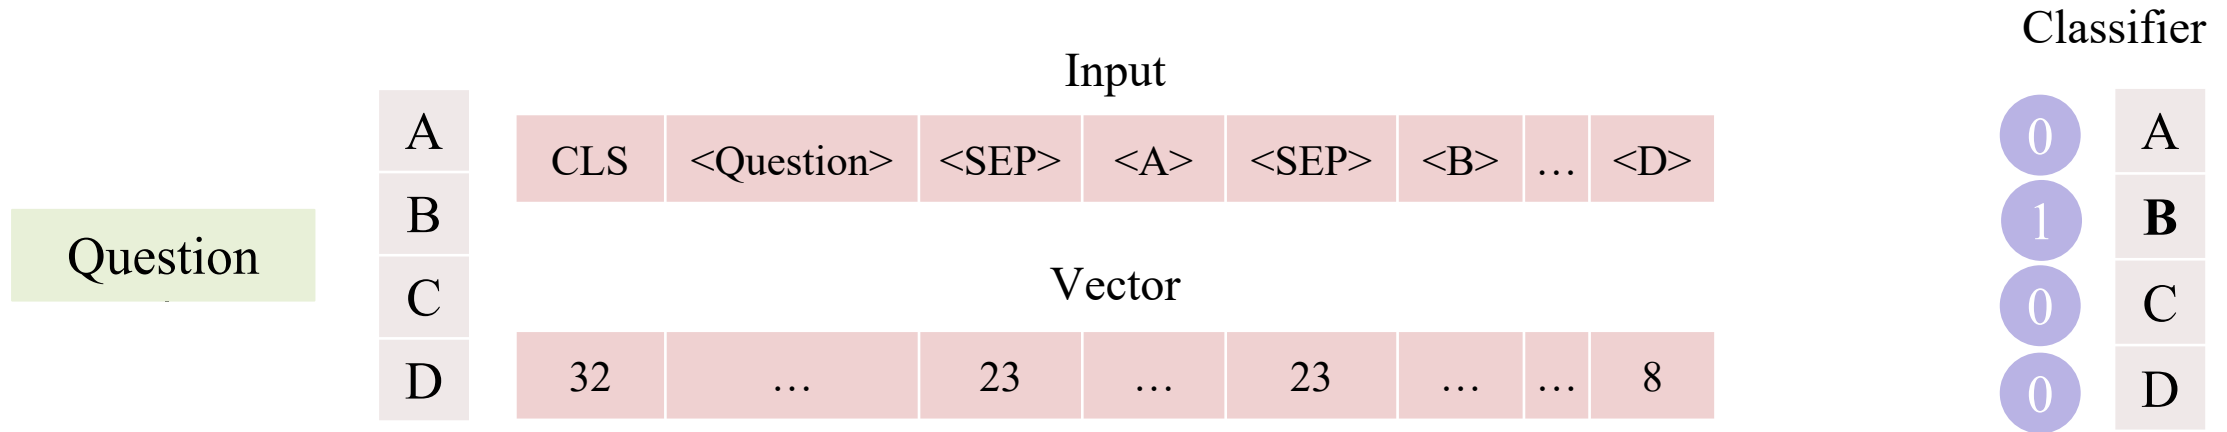 Question
A
B
C
D
Input
CLS <Question> <SEP> <A> <SEP> <B> … <D>
Vector
32 … 23 … 23 … … 8
Classifier
0 A
1 B
0 C
0 D